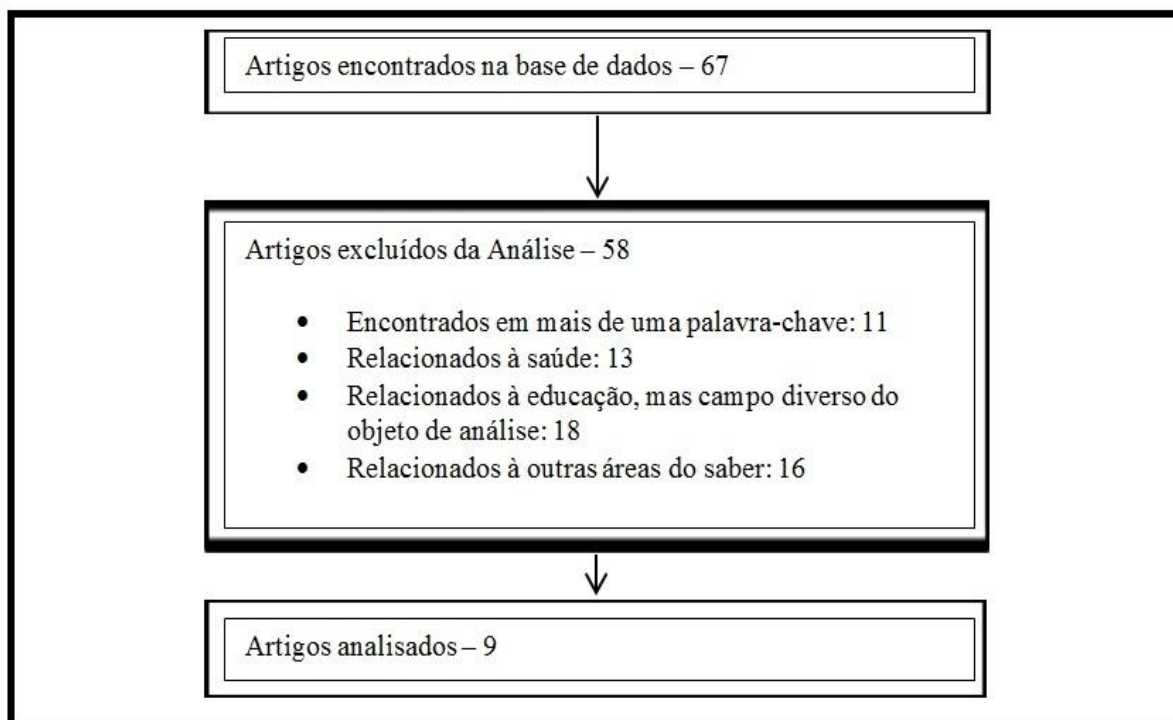 Artigos encontrados na base de dados – 67
Artigos excluídos da Análise – 58
• Encontrados em mais de uma palavra-chave: 11
• Relacionados à saúde: 13
• Relacionados à educação, mas campo diverso do
objeto de análise: 18
• Relacionados à outras áreas do saber: 16
Artigos analisados – 9